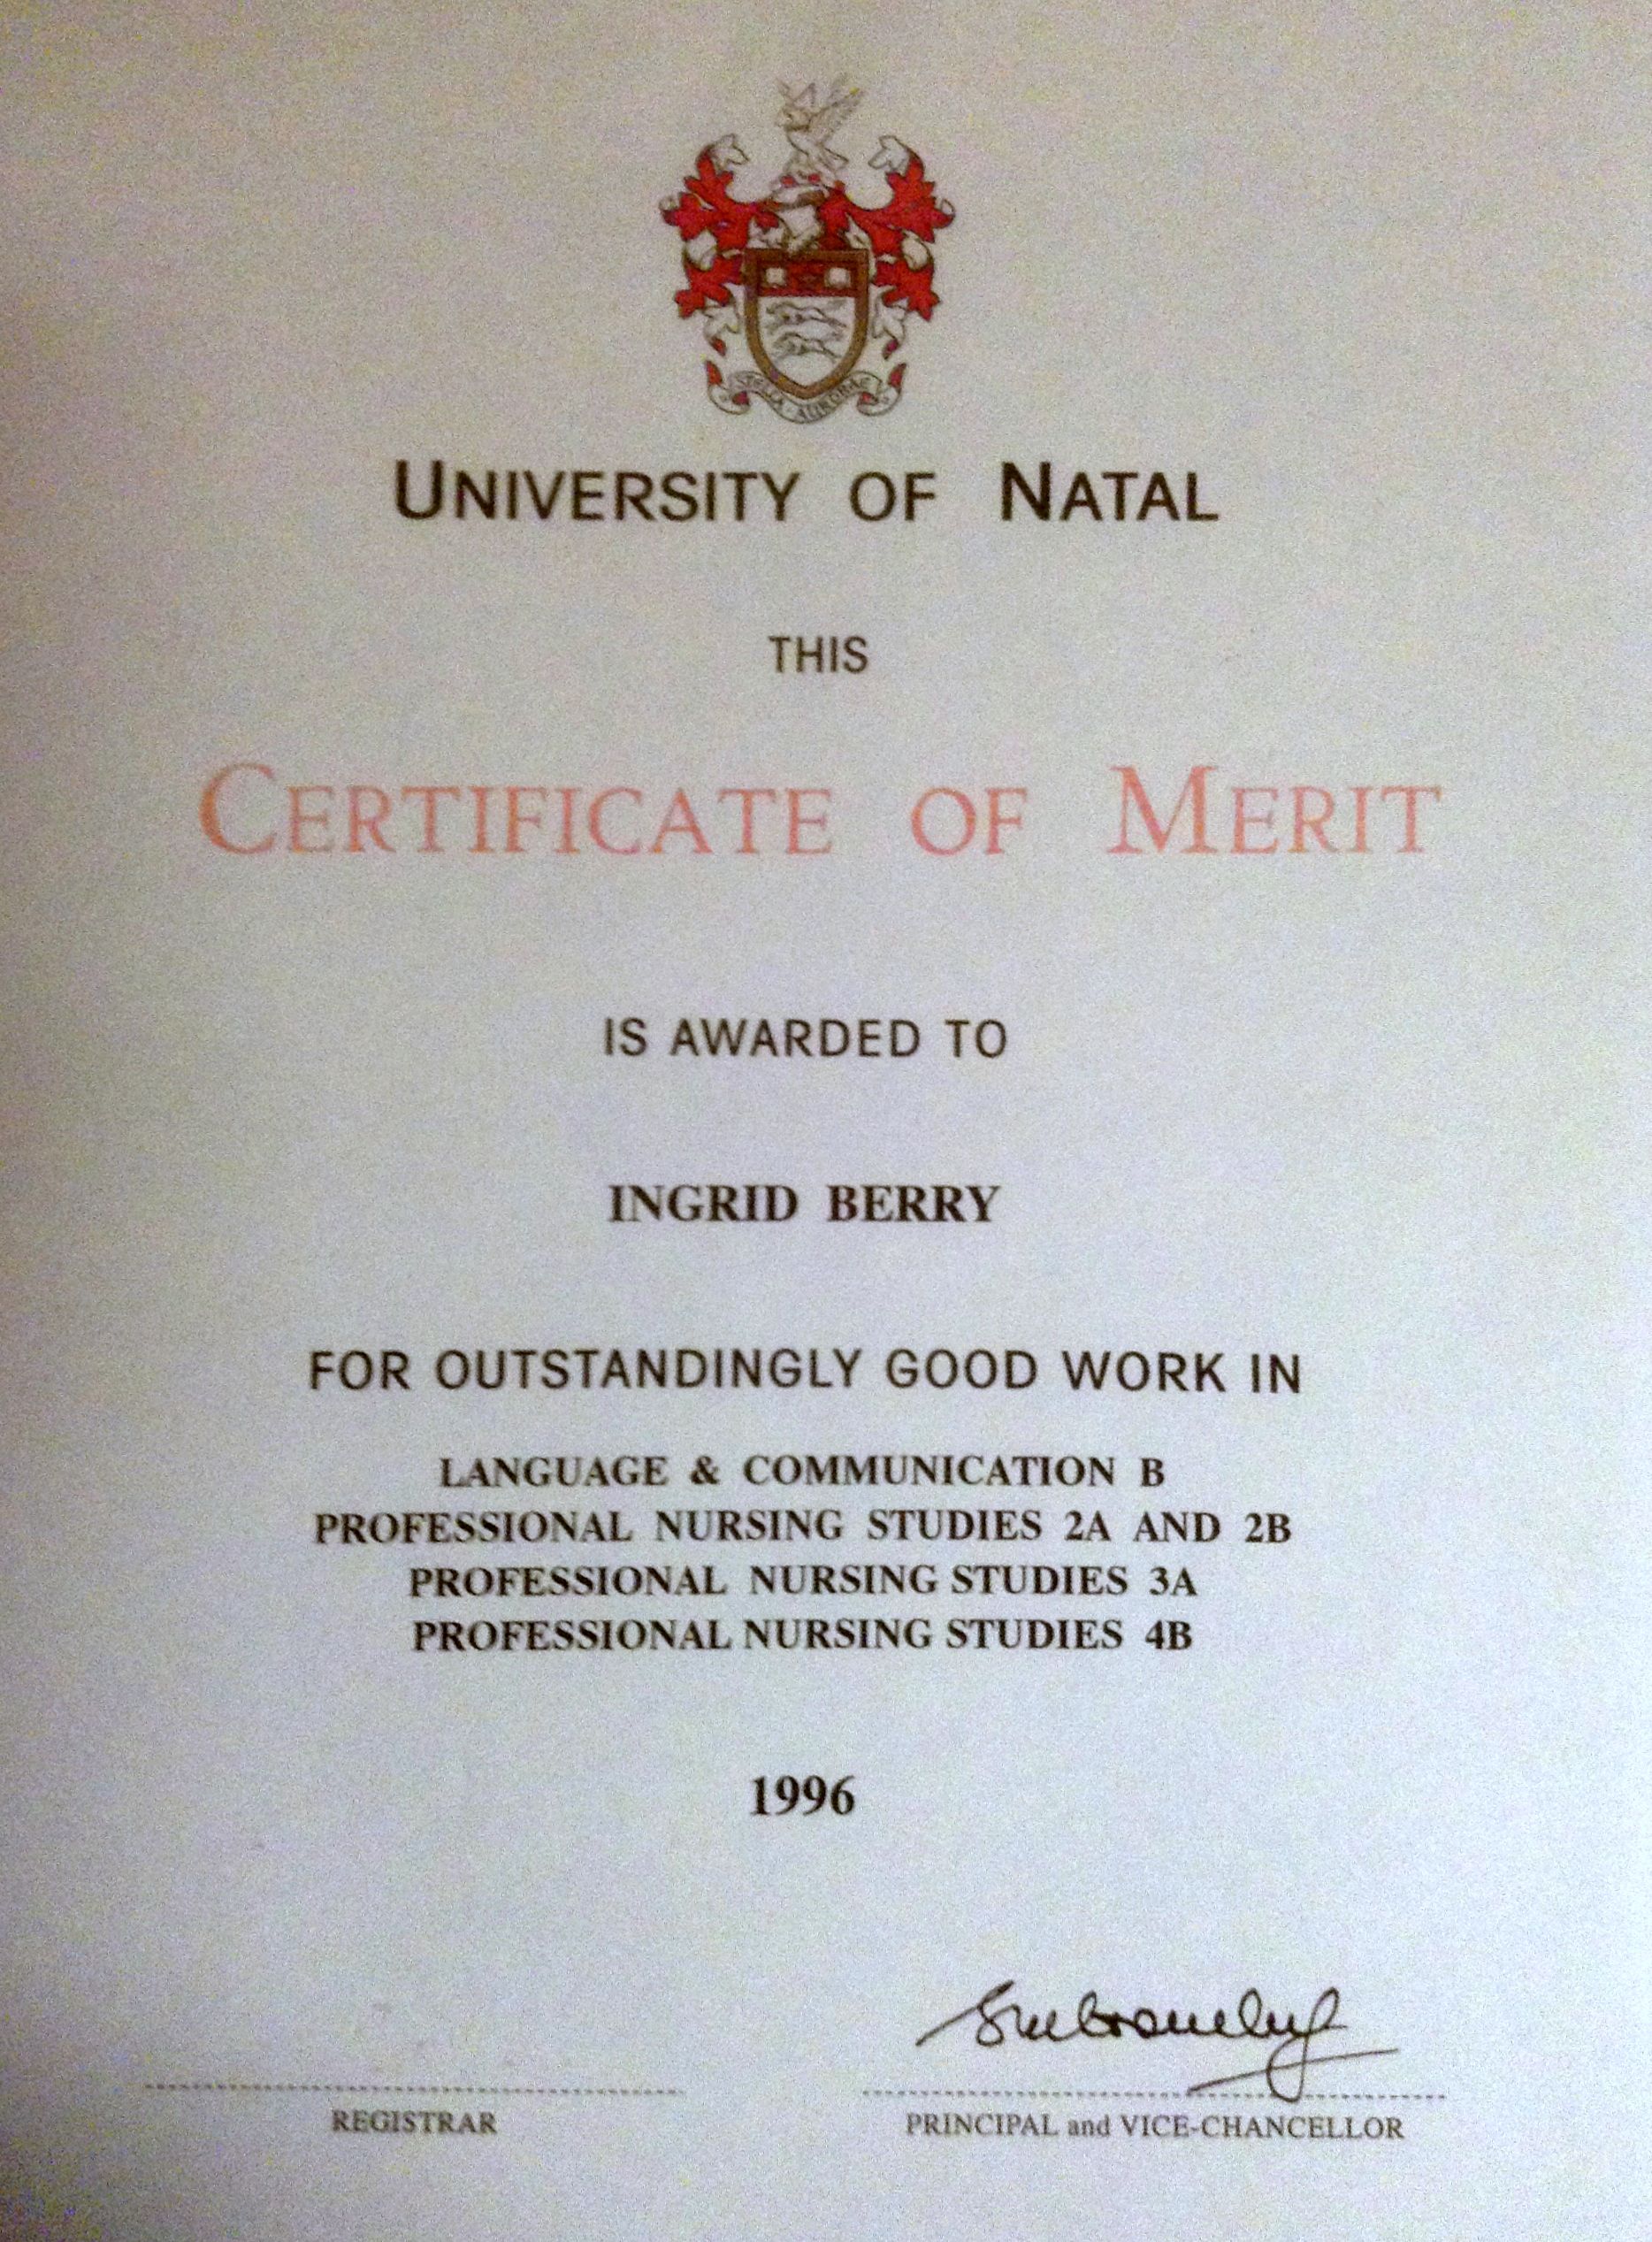 STELLA AURORAE
UNIVERSITY OF NATAL
THIS
CERTIFICATE OF MERIT
IS AWARDED TO
INGRID BERRY
FOR OUTSTANDINGLY GOOD WORK IN
LANGUAGE & COMMUNICATION B
PROFESSIONAL NURSING STUDIES 2A AND 2B
PROFESSIONAL NURSING STUDIES 3A
PROFESSIONAL NURSING STUDIES 4B
1996
REGISTRAR
PRINCIPAL and VICE-CHANCELLOR